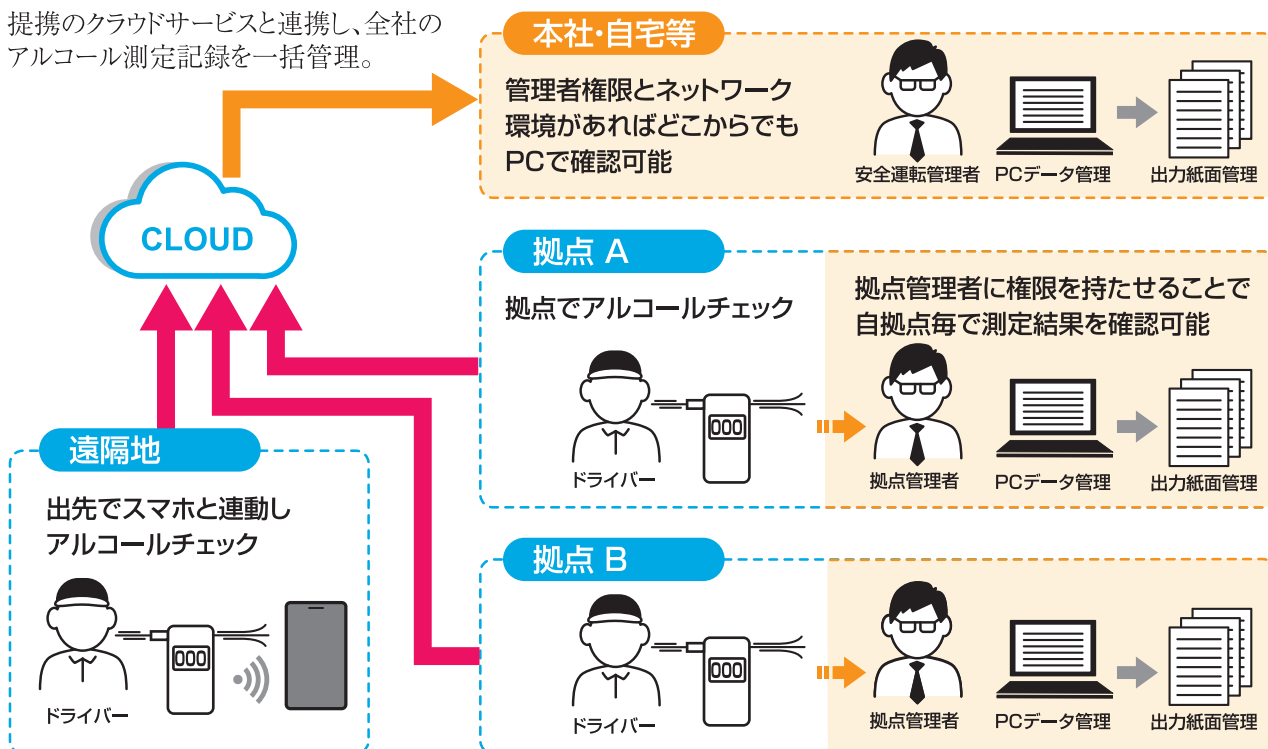 提携のクラウドサービスと連携し、全社の
アルコール測定記録を一括管理。
本社・自宅等
管理者権限とネットワーク
環境があればどこからでも
PCで確認可能
安全運転管理者
PCデータ管理
出力紙面管理
CLOUD
拠点 A
拠点でアルコールチェック
拠点管理者に権限を持たせることで
自拠点毎で測定結果を確認可能
000
ドライバー
拠点管理者
PCデータ管理
出力紙面管理
遠隔地
出先でスマホと連動し
アルコールチェック
000
ドライバー
拠点 B
000
ドライバー
拠点管理者
PCデータ管理
出力紙面管理